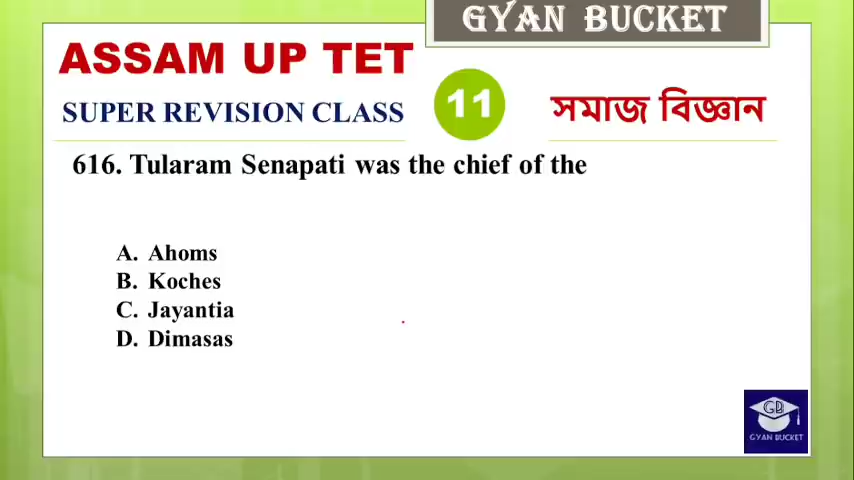 GYAN BUCKET
ASSAM UP TET
SUPER REVISION CLASS 11 সমাজ বিজ্ঞান
616. Tularam Senapati was the chief of the
A. Ahoms
B. Koches
C. Jayantia
D. Dimasas
GB
GYAN BUCKET